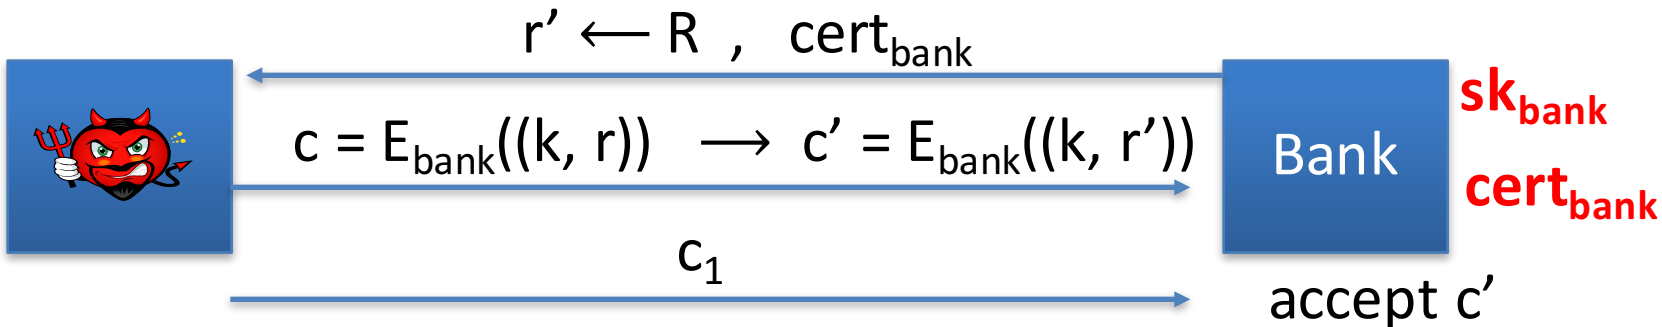 r’ ⟵ R , cert_bank
sk_bank
c = E_bank((k, r)) ⟶ c’ = E_bank((k, r’))
Bank
cert_bank
c_1
accept c’